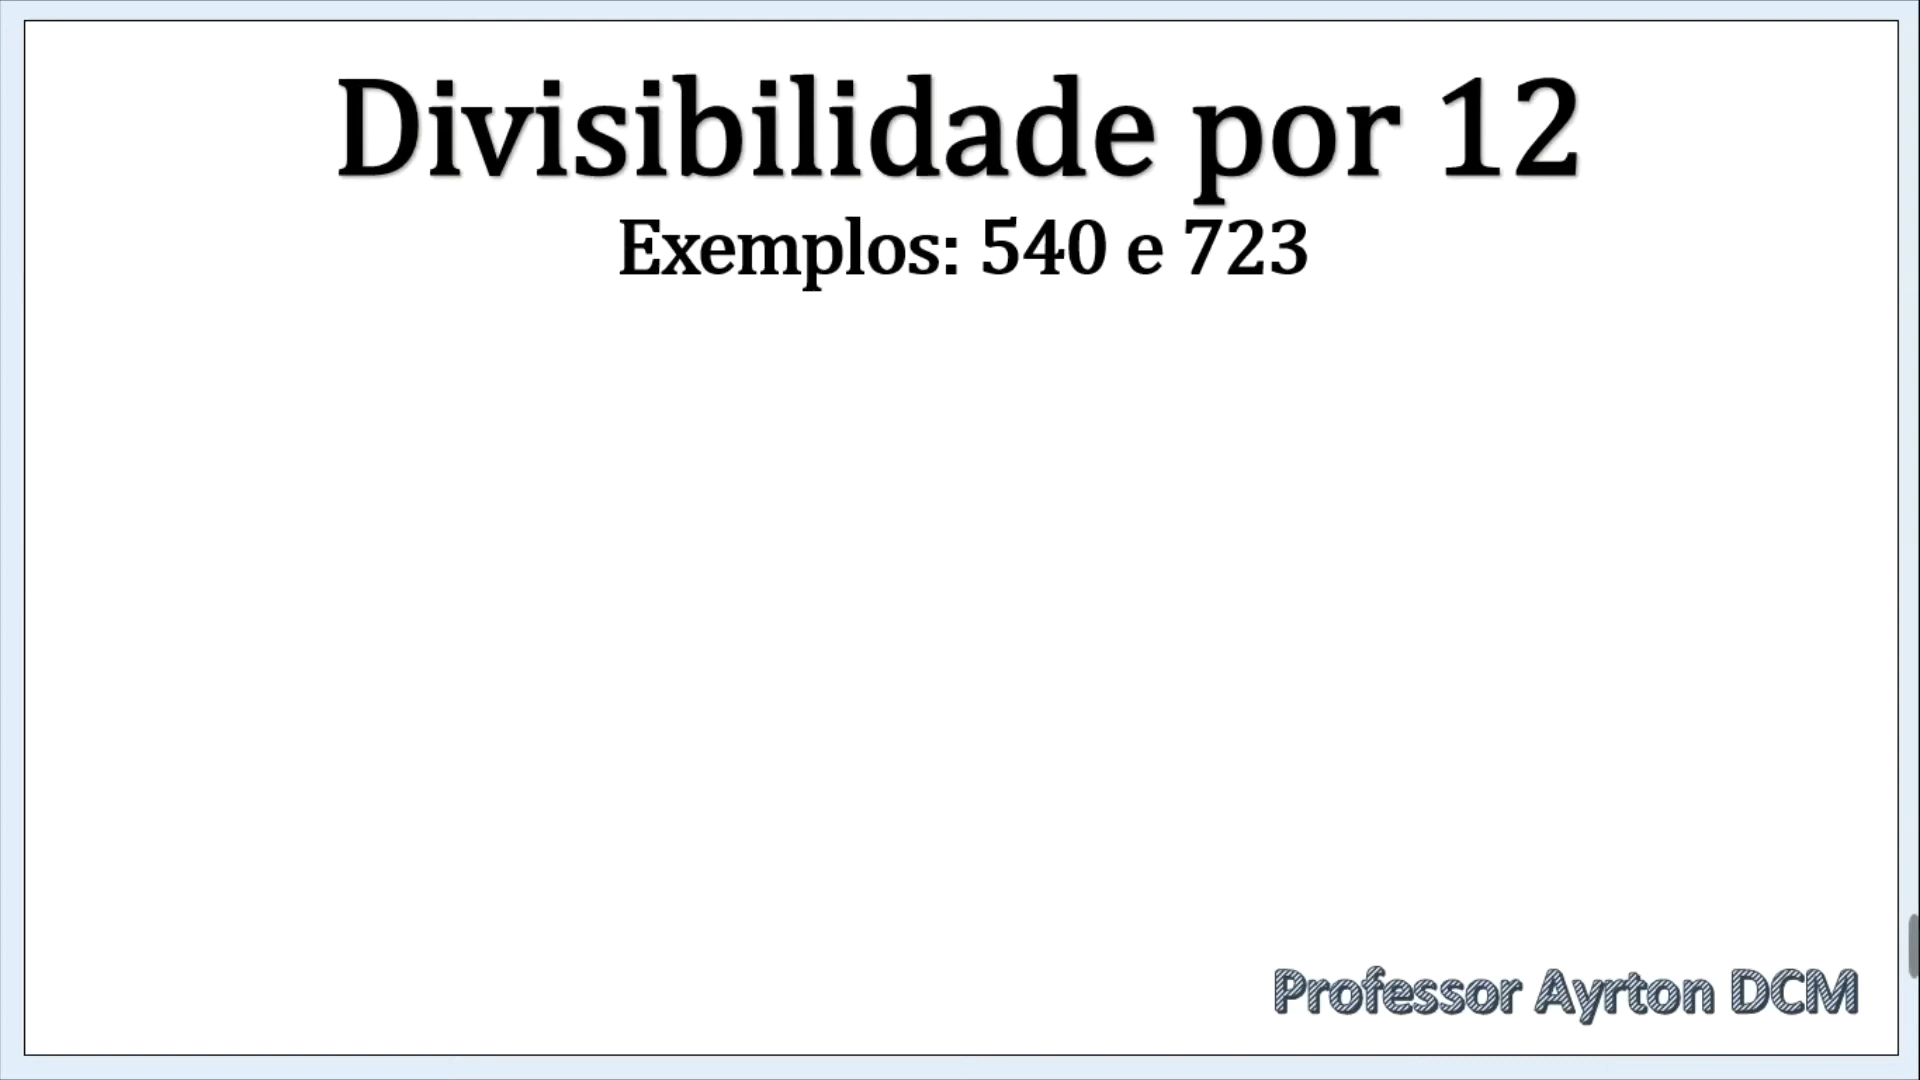 Divisibilidade por 12
Exemplos: 540 e 723
Professor Ayrton DCM